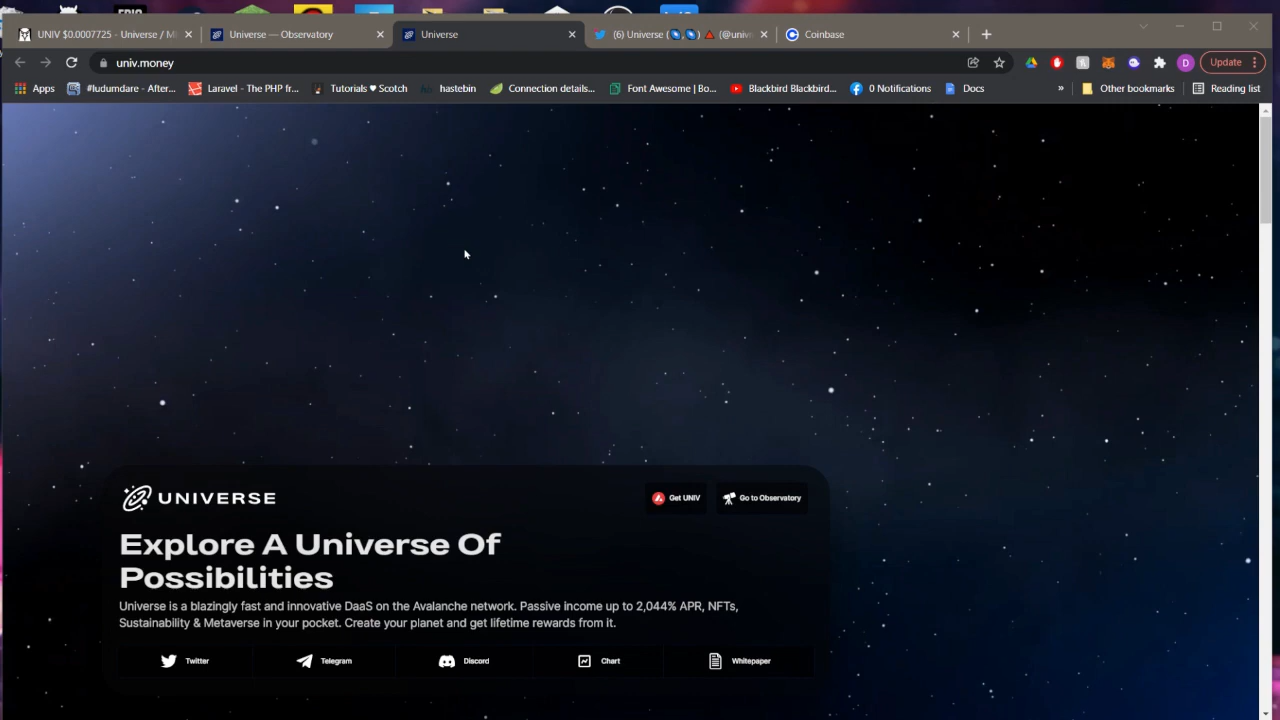 UNIV $0.0007725 - Universe / Mi
Universe — Observatory
Universe
(6) Universe
Coinbase
univ.money
Update
Apps
#ludumdare - After...
Laravel - The PHP fr...
Tutorials ♥ Scotch
hastebin
Connection details...
Font Awesome | Bo...
Blackbird Blackbird...
0 Notifications
Docs
»
Other bookmarks
Reading list
UNIVERSE
Get UNIV
Go to Observatory
Explore A Universe Of
Possibilities
Universe is a blazingly fast and innovative DaaS on the Avalanche network. Passive income up to 2,044% APR, NFTs,
Sustainability & Metaverse in your pocket. Create your planet and get lifetime rewards from it.
Twitter
Telegram
Discord
Chart
Whitepaper